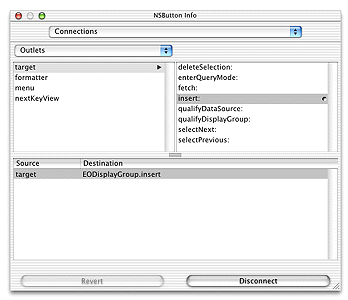 NSButton Info
Connections
Outlets
target
formatter
menu
nextKeyView
deleteSelection:
enterQueryMode:
fetch:
insert:
qualifyDataSource:
qualifyDisplayGroup:
selectNext:
selectPrevious:
Source Destination
target EODisplayGroup.insert
Revert Disconnect